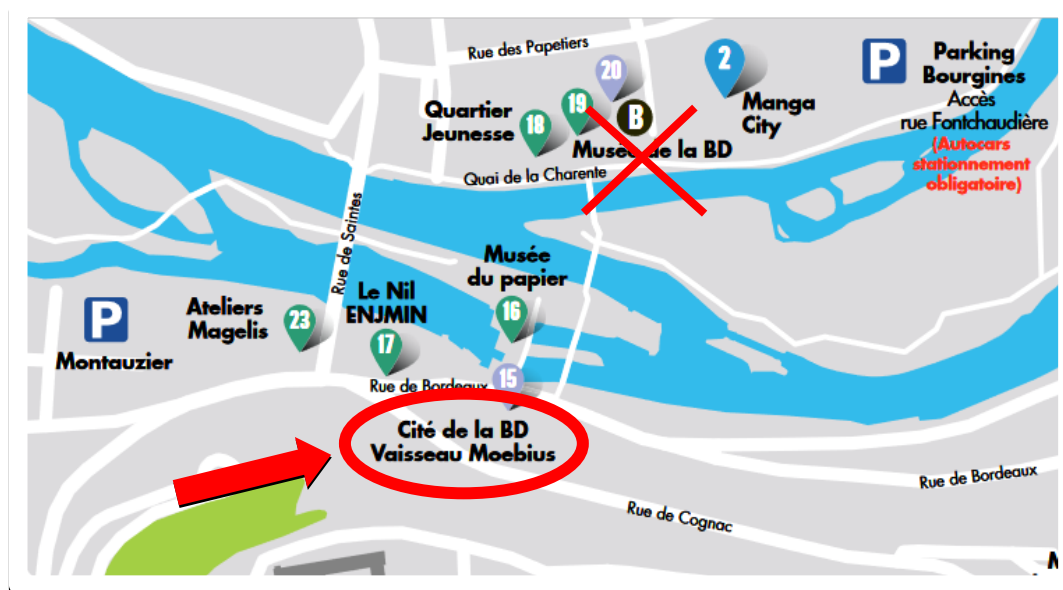 Rue des Papetiers
20
2
P
Parking
Bourgines
Accès
rue Fontchaudière
(Autocars
stationnement
obligatoire)
Manga
City
19
B
Quartier
Jeunesse
18
Musée de la BD
Quai de la Charente
Rue de Saintes
Musée
du papier
16
Le Nil
ENJMIN
17
Ateliers
Magelis
23
P
Montauzier
Rue de Bordeaux
15
Cité de la BD
Vaisseau Moebius
Rue de Bordeaux
Rue de Cognac